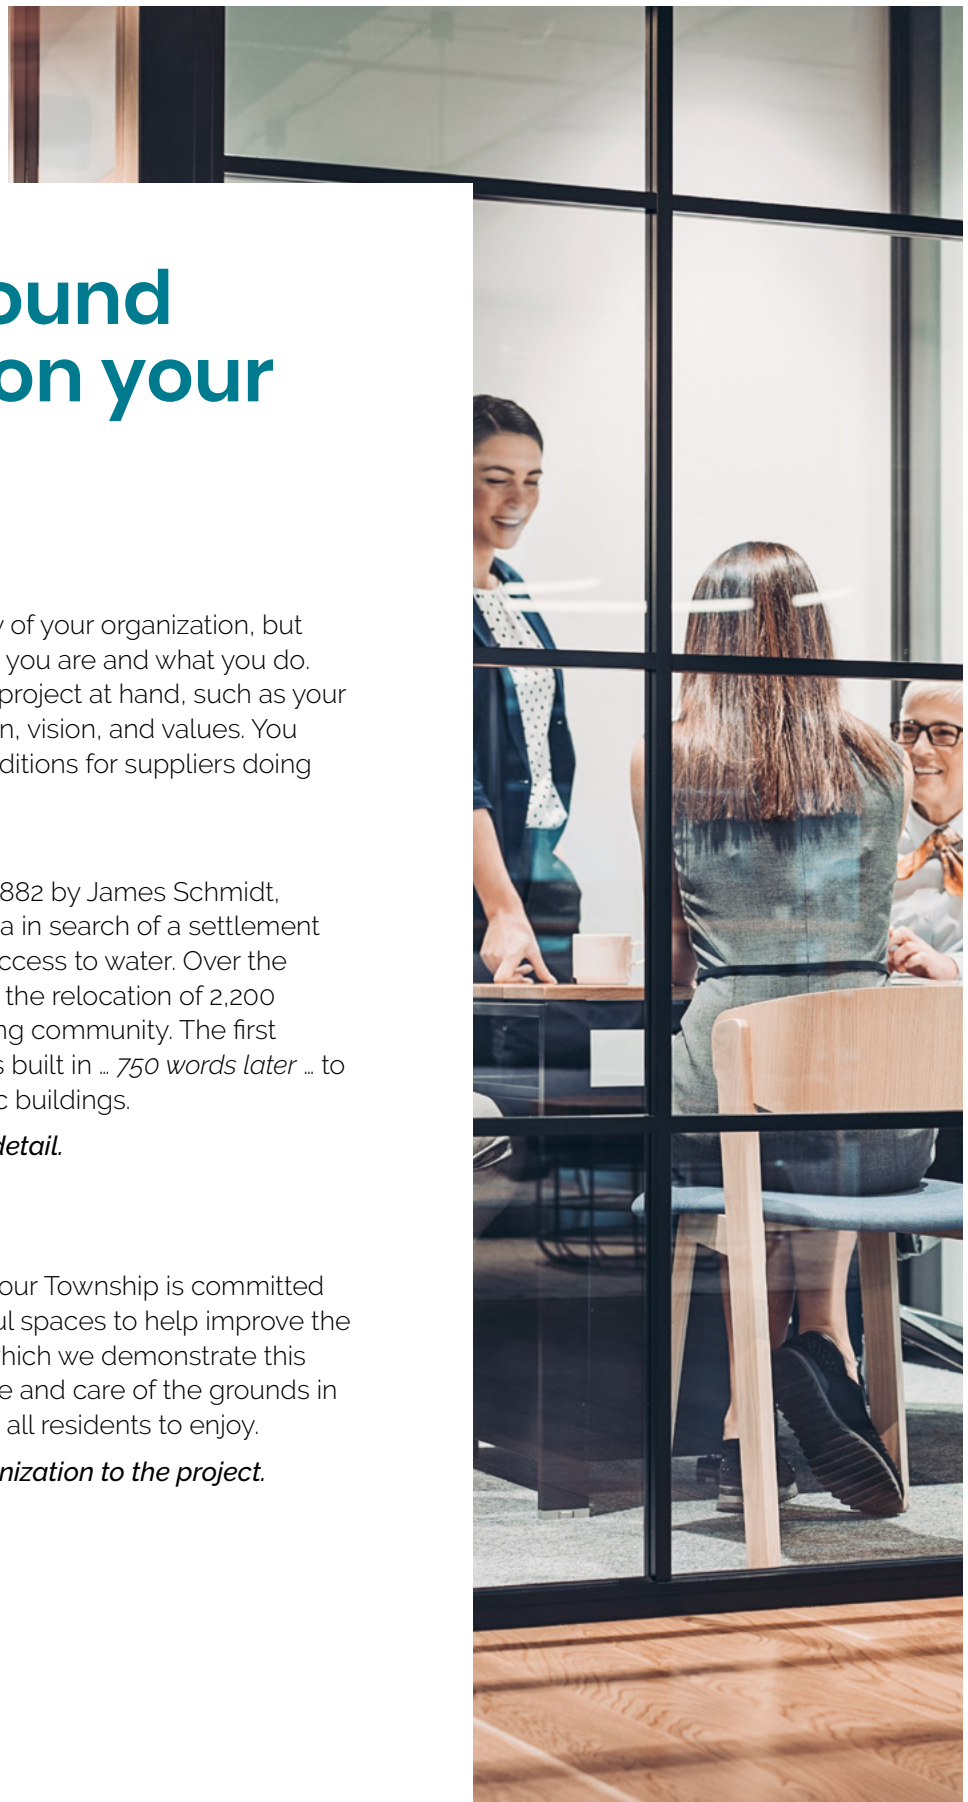 ound
on your
of your organization, but
you are and what you do.
project at hand, such as your
n, vision, and values. You
ditions for suppliers doing
882 by James Schmidt,
a in search of a settlement
ccess to water. Over the
the relocation of 2,200
ng community. The first
s built in … 750 words later … to
c buildings.
detail.
our Township is committed
ul spaces to help improve the
hich we demonstrate this
e and care of the grounds in
all residents to enjoy.
nization to the project.